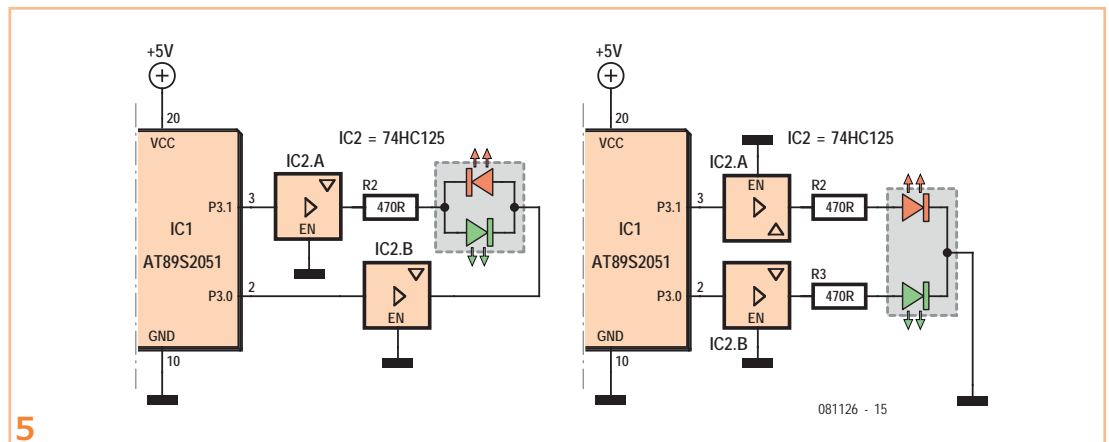 +5V
20
VCC
IC2 = 74HC125
IC2.A
EN
P3.1
3
R2
470R
IC1
AT89S2051
IC2.B
EN
P3.0
2
GND
10
+5V
20
VCC
IC2 = 74HC125
IC2.A
EN
P3.1
3
R2
470R
IC1
AT89S2051
P3.0
2
R3
470R
EN
IC2.B
GND
10
081126 - 15
5